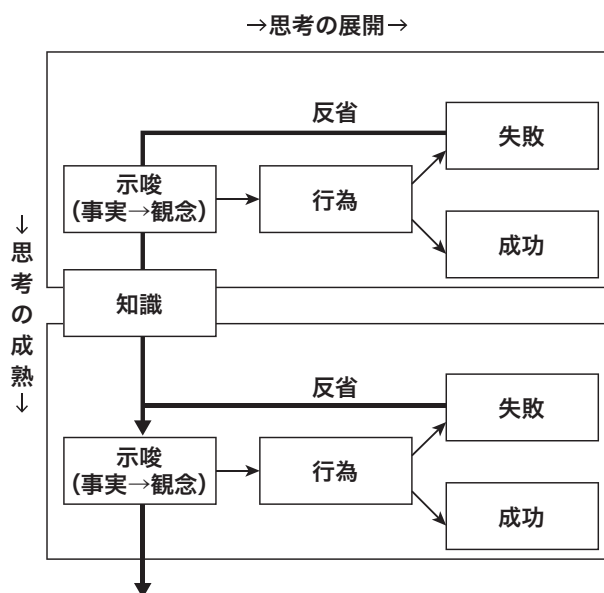 →思考の展開→
反省
失敗
示唆
（事実→観念）
行為
成功
↓思考の成熟↓
知識
反省
失敗
示唆
（事実→観念）
行為
成功